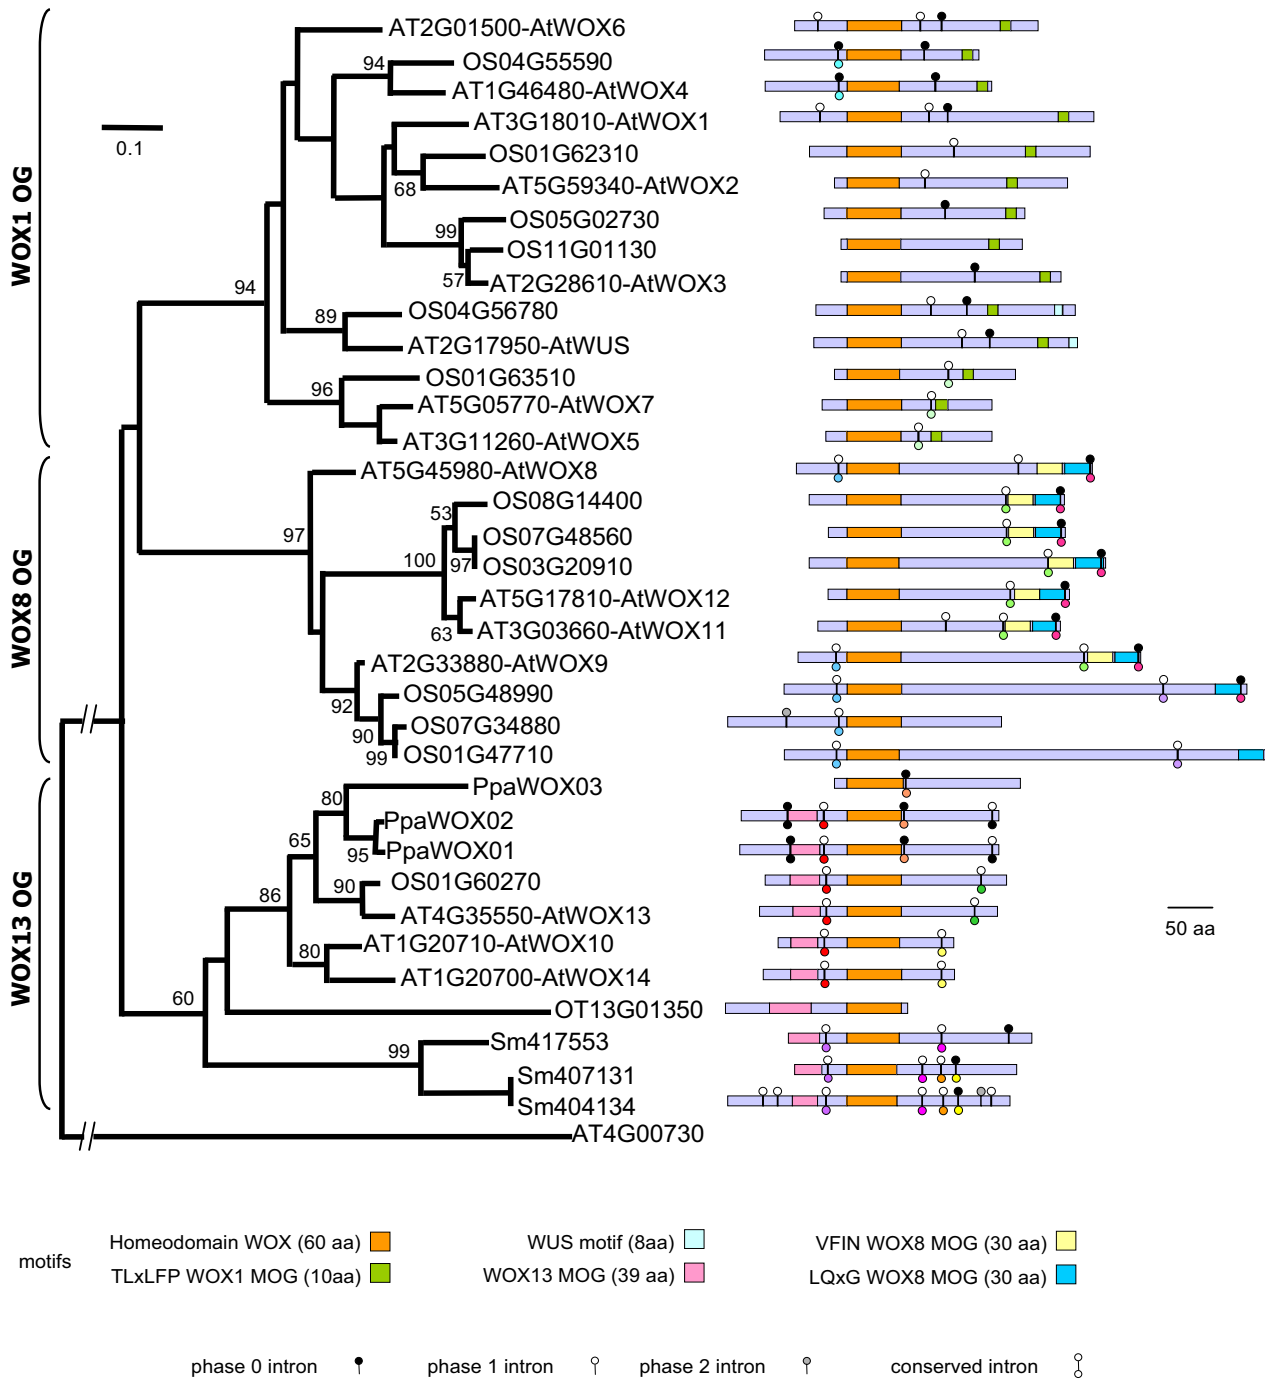 WOX1 OG
WOX8 OG
WOX13 OG
0.1
AT2G01500-AtWOX6
94
OS04G55590
AT1G46480-AtWOX4
AT3G18010-AtWOX1
OS01G62310
68
AT5G59340-AtWOX2
OS05G02730
99
OS11G01130
57
AT2G28610-AtWOX3
94
OS04G56780
89
AT2G17950-AtWUS
OS01G63510
96
AT5G05770-AtWOX7
AT3G11260-AtWOX5
AT5G45980-AtWOX8
OS08G14400
53
97
OS07G48560
100
97
OS03G20910
AT5G17810-AtWOX12
63
AT3G03660-AtWOX11
AT2G33880-AtWOX9
OS05G48990
92
OS07G34880
90
OS01G47710
99
PpaWOX03
80
PpaWOX02
65
95
PpaWOX01
OS01G60270
90
86
AT4G35550-AtWOX13
50 aa
AT1G20710-AtWOX10
80
AT1G20700-AtWOX14
60
OT13G01350
Sm417553
99
Sm407131
Sm404134
AT4G00730
motifs
Homeodomain WOX (60 aa)
WUS motif (8aa)
VFIN WOX8 MOG (30 aa)
TLxLFP WOX1 MOG (10aa)
WOX13 MOG (39 aa)
LQxG WOX8 MOG (30 aa)
phase 0 intron
phase 1 intron
phase 2 intron
conserved intron